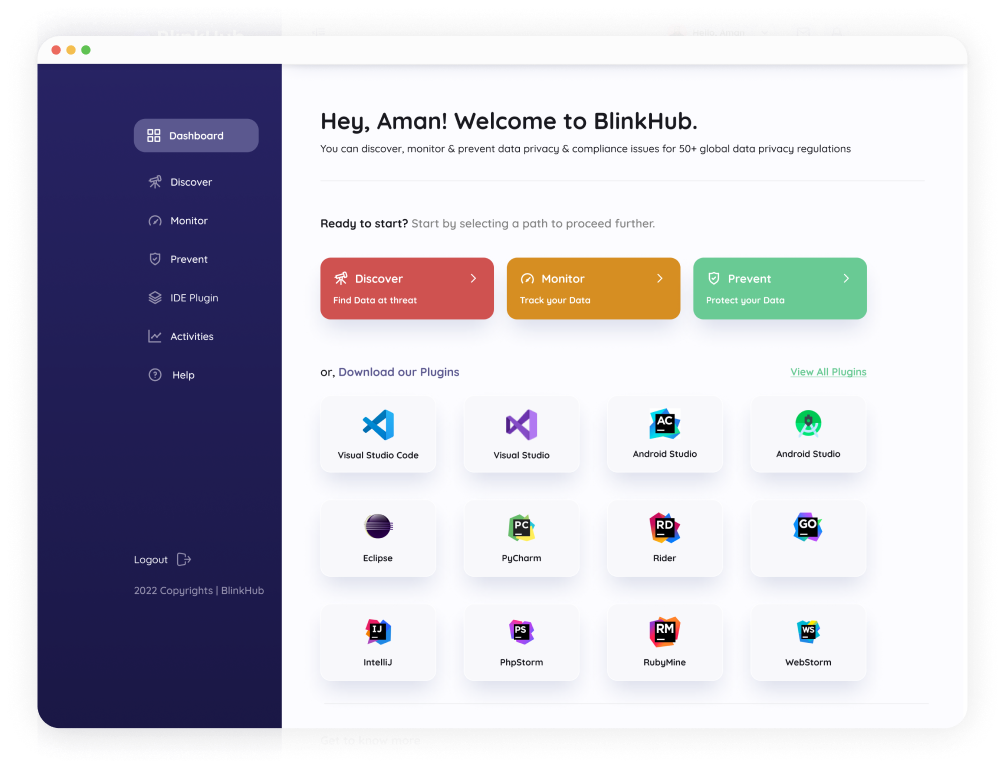 Dashboard
Discover
Monitor
Prevent
IDE Plugin
Activities
Help
Logout
2022 Copyrights | BlinkHub
Hey, Aman! Welcome to BlinkHub.
You can discover, monitor & prevent data privacy & compliance issues for 50+ global data privacy regulations
Ready to start? Start by selecting a path to proceed further.
Discover
Find Data at threat
Monitor
Track your Data
Prevent
Protect your Data
or, Download our Plugins
View All Plugins
Visual Studio Code
Visual Studio
AC
Android Studio
Android Studio
Eclipse
PC
PyCharm
RD
Rider
GO
IJ
IntelliJ
PS
PhpStorm
RM
RubyMine
WS
WebStorm